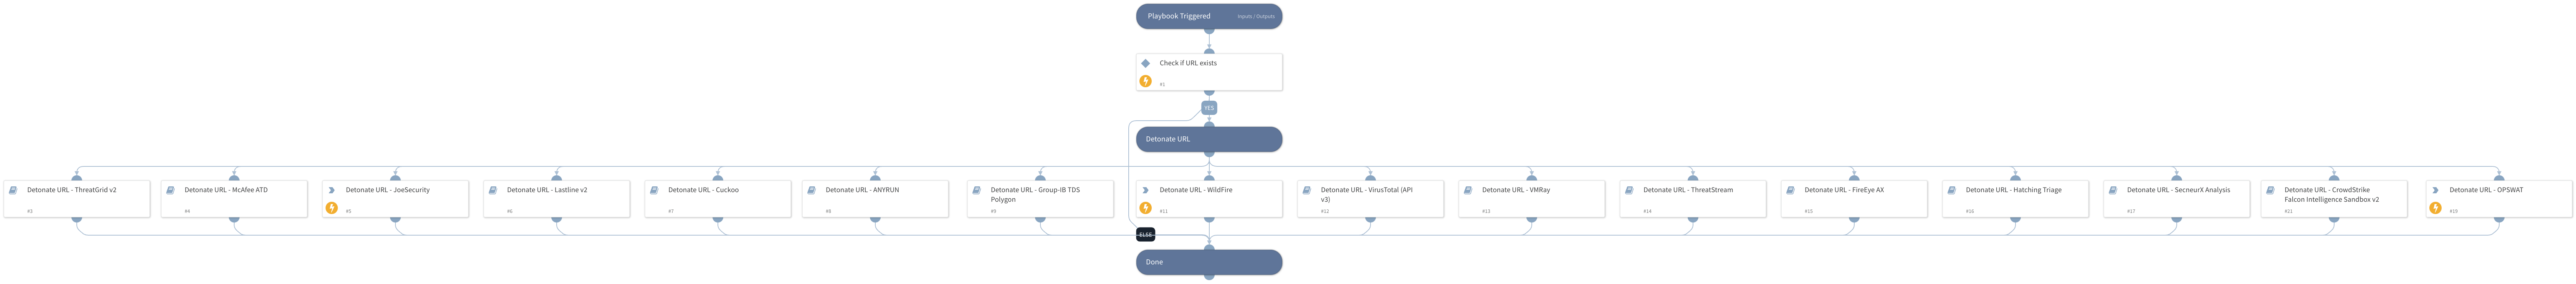 Playbook Triggered Inputs / Outputs
Check if URL exists
#1
YES
Detonate URL
Detonate URL - ThreatGrid v2
#3
Detonate URL - McAfee ATD
#4
Detonate URL - JoeSecurity
#5
Detonate URL - Lastline v2
#6
Detonate URL - Cuckoo
#7
Detonate URL - ANYRUN
#8
Detonate URL - Group-IB TDS
Polygon
#9
Detonate URL - WildFire
#11
Detonate URL - VirusTotal (API
v3)
#12
Detonate URL - VMRay
#13
Detonate URL - ThreatStream
#14
Detonate URL - FireEye AX
#15
Detonate URL - Hatching Triage
#16
Detonate URL - SecneurX Analysis
#17
Detonate URL - CrowdStrike
Falcon Intelligence Sandbox v2
#21
Detonate URL - OPSWAT
#19
ELSE
Done